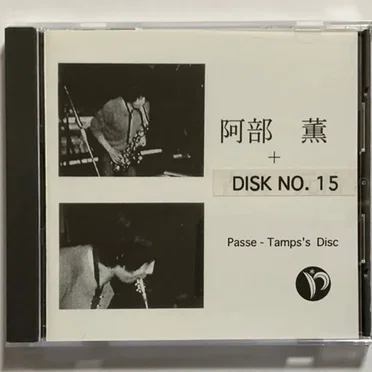 阿部 薫
+
DISK NO. 15
Passe - Tamps's Disc